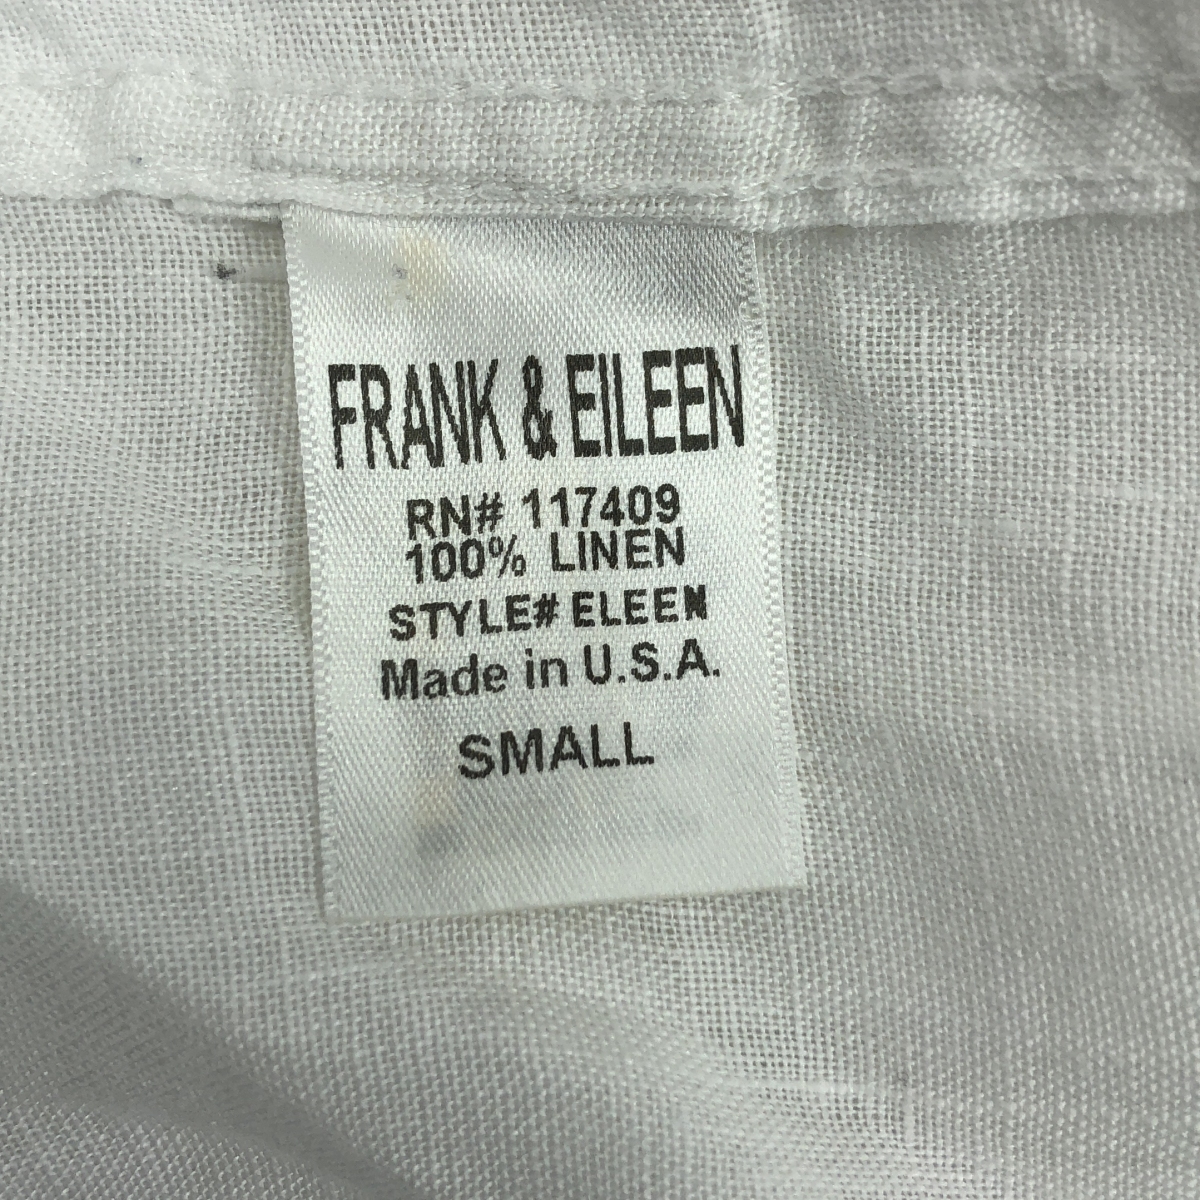 FRANK & EILEEN
RN# 117409
100% LINEN
STYLE# ELEEN
Made in U.S.A.
SMALL